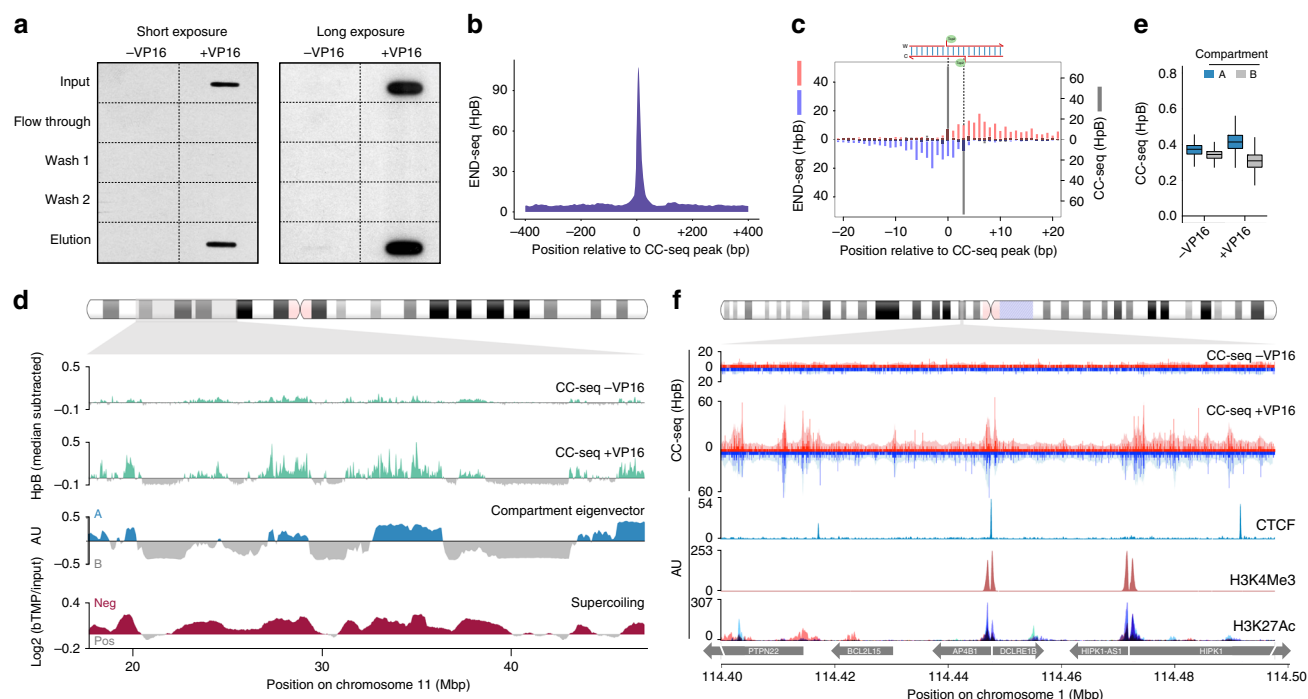 a
Short exposure
Long exposure
–VP16
+VP16
–VP16
+VP16
Input
Flow through
Wash 1
Wash 2
Elution
b
END-seq (HpB)
90
60
30
0
–400
–200
0
+200
+400
Position relative to CC-seq peak (bp)
c
W
C
END-seq (HpB)
40
20
0
20
40
CC-seq (HpB)
60
40
20
0
20
40
60
–20
–10
0
+10
+20
Position relative to CC-seq peak (bp)
e
Compartment
A
B
CC-seq (HpB)
0.8
0.6
0.4
0.2
0.0
–VP16
+VP16
d
HpB (median subtracted)
0.5
–0.1
CC-seq –VP16
0.5
–0.1
CC-seq +VP16
AU
0.5
–0.5
A
B
Compartment eigenvector
Log2 (bTMP/input)
0.4
–0.2
Neg
Pos
Supercoiling
20
30
40
Position on chromosome 11 (Mbp)
f
CC-seq (HpB)
20
0
20
CC-seq –VP16
60
0
60
CC-seq +VP16
AU
54
0
CTCF
253
0
H3K4Me3
307
0
H3K27Ac
PTPN22
BCL2L15
AP4B1
DCLRE1B
HIPK1-AS1
HIPK1
114.40
114.42
114.44
114.46
114.48
114.50
Position on chromosome 1 (Mbp)